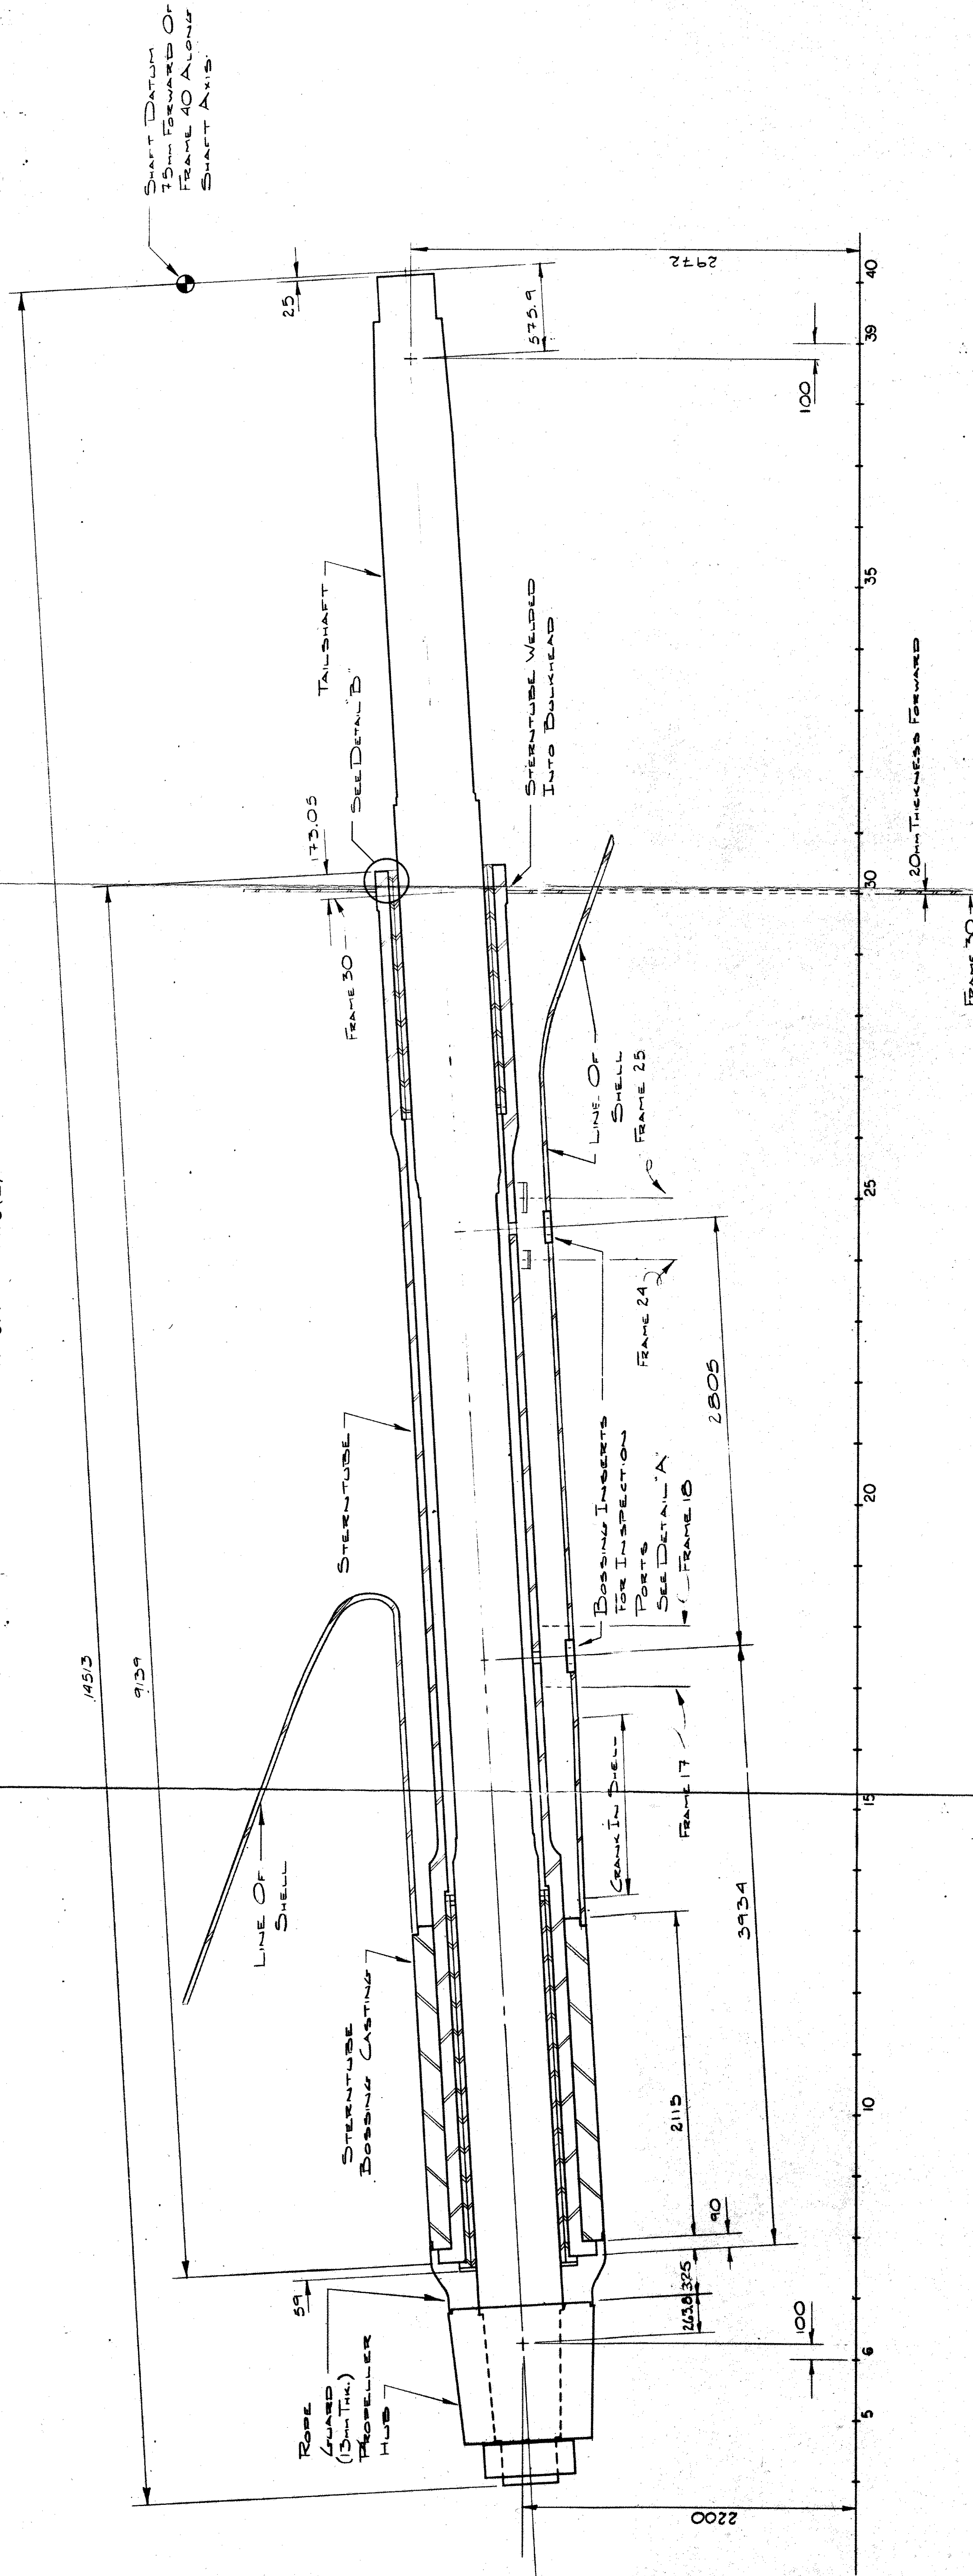 SHAFT DATUM
75MM FORWARD OF
FRAME 40 ALONG
SHAFT AXIS.
14513
9139
25
2972
575.9
100
TAILSHAFT
SEE DETAIL "B"
173.05
FRAME 30
STERNTUBE WELDED
INTO BULKHEAD
20MM THICKNESS FORWARD
FRAME 30
LINE OF
SHELL
FRAME 25
FRAME 24
2805
STERNTUBE
BOSSING INSERTS
FOR INSPECTION
PORTS
SEE DETAIL "A"
FRAME 18
FRAME 17
CRANK IN SHELL
3934
LINE OF
SHELL
STERNTUBE
BOSSING CASTING
2115
90
59
325
263.8
100
ROPE
GUARD
(13MM THK.)
PROPELLER
HUB
2200
5
6
10
15
20
25
30
35
39
40